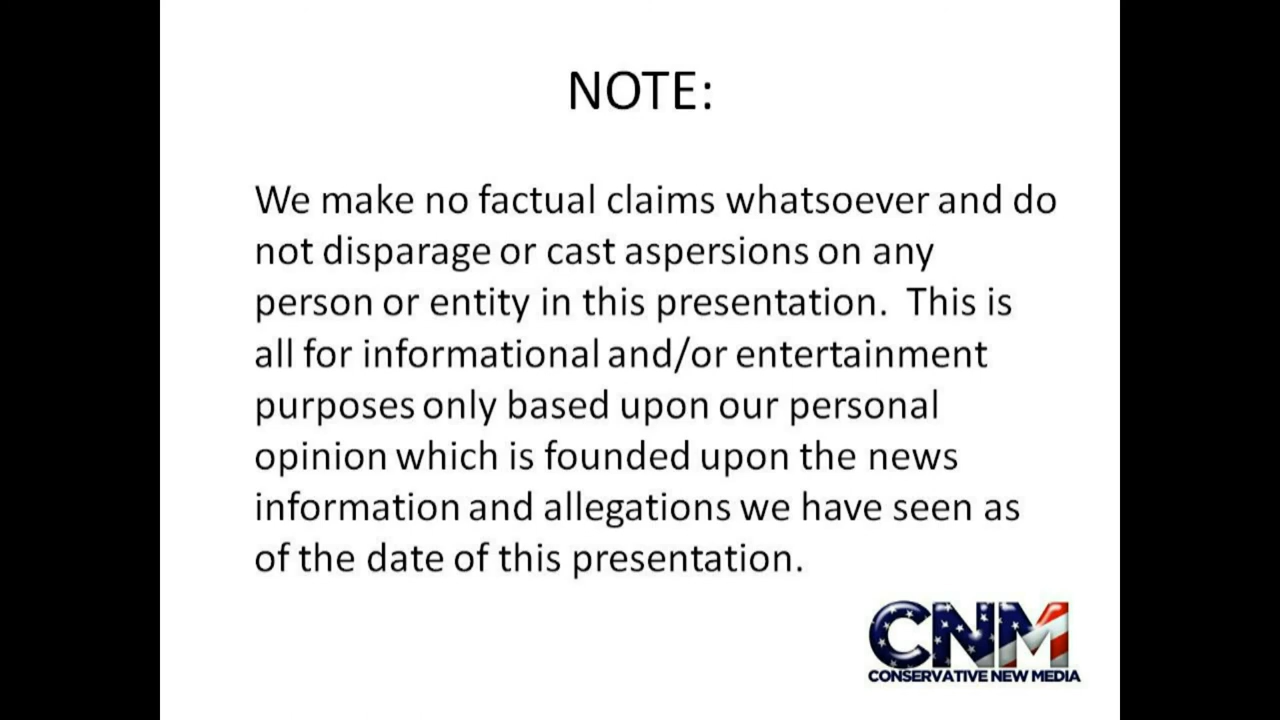 NOTE:
We make no factual claims whatsoever and do
not disparage or cast aspersions on any
person or entity in this presentation.  This is
all for informational and/or entertainment
purposes only based upon our personal
opinion which is founded upon the news
information and allegations we have seen as
of the date of this presentation.
CNM
CONSERVATIVE NEW MEDIA